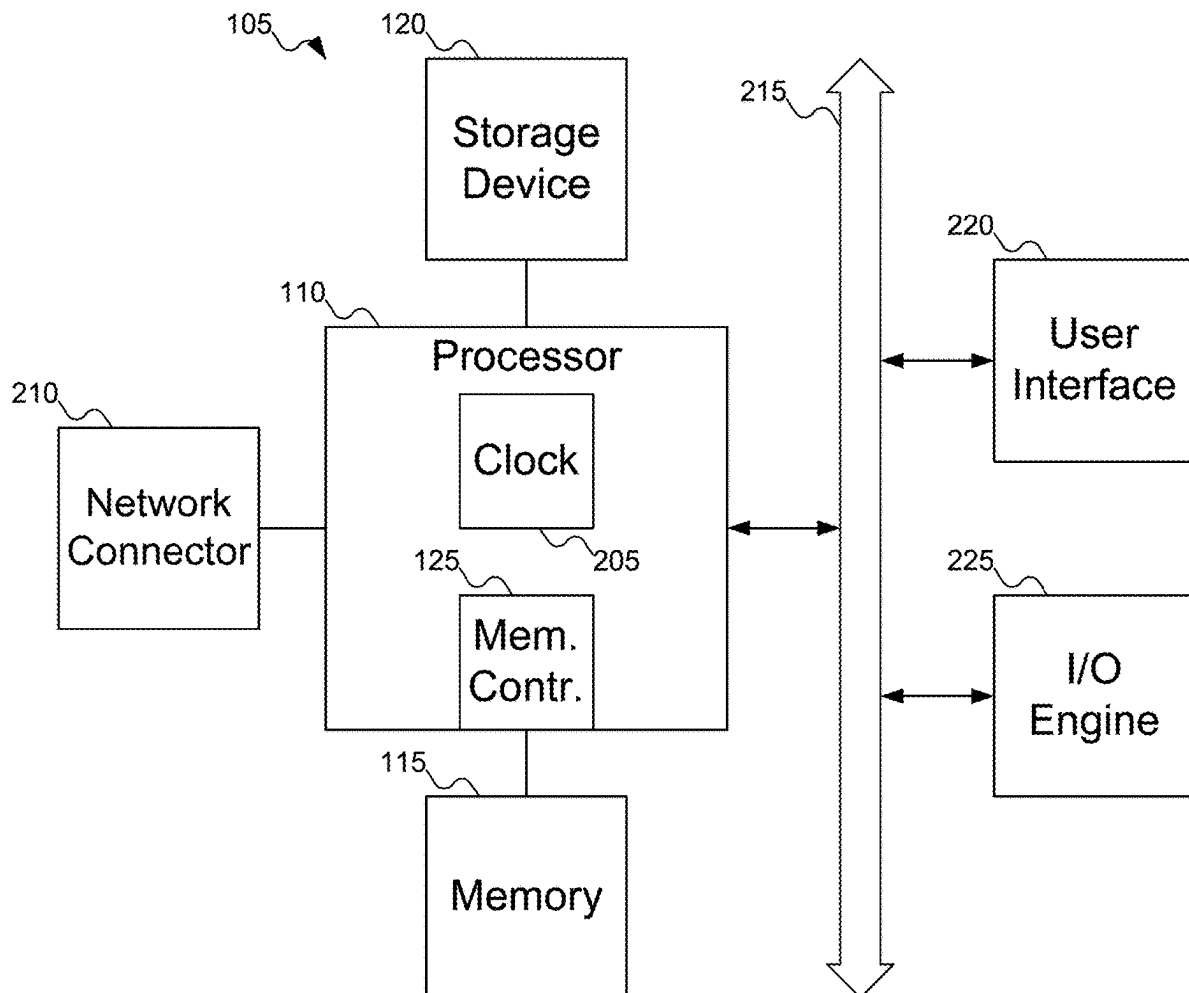 105
120
Storage
Device
215
220
User
Interface
110
Processor
210
Network
Connector
Clock
205
125
Mem.
Contr.
225
I/O
Engine
115
Memory